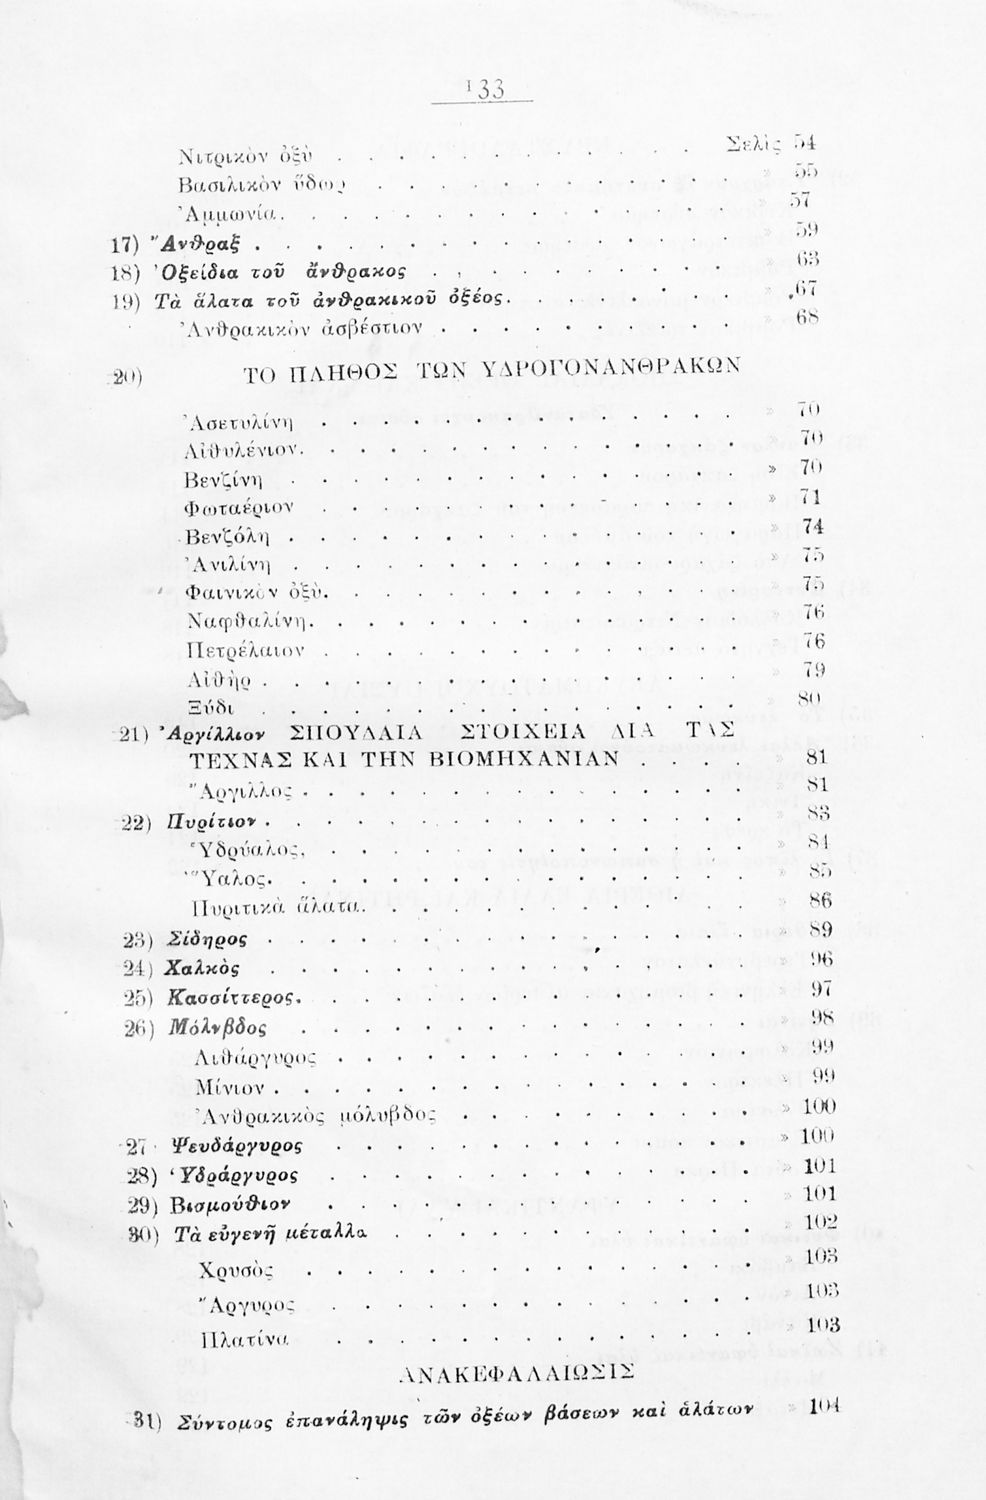 133
Νιτρικὸν ὀξὺ . . . . . . . . . . . . Σελὶς 54
Βασιλικὸν ὕδωρ . . . . . . . . . . . . » 55
Ἀμμωνία. . . . . . . . . . . . . . . » 57
17) Ἄνθραξ . . . . . . . . . . . . . . . » 59
18) Ὀξείδια τοῦ ἄνθρακος . . . . . . . . . . » 63
19) Τὰ ἅλατα τοῦ ἀνθρακικοῦ ὀξέος. . . . . . . . » 67
Ἀνθρακικὸν ἀσβέστιον . . . . . . . . . . » 68
20) ΤΟ ΠΛΗΘΟΣ ΤΩΝ ΥΔΡΟΓΟΝΑΝΘΡΑΚΩΝ
Ἀσετυλίνη . . . . . . . . . . . . . . » 70
Αἰθυλένιον. . . . . . . . . . . . . . . » 70
Βενζίνη . . . . . . . . . . . . . . . » 70
Φωταέριον . . . . . . . . . . . . . . » 71
Βενζόλη . . . . . . . . . . . . . . . » 74
Ἀνιλίνη . . . . . . . . . . . . . . . » 75
Φαινικὸν ὀξὺ. . . . . . . . . . . . . . » 75
Ναφθαλίνη. . . . . . . . . . . . . . . » 76
Πετρέλαιον . . . . . . . . . . . . . . » 76
Αἰθὴρ . . . . . . . . . . . . . . . . » 79
Ξύδι . . . . . . . . . . . . . . . . » 80
21) Ἀργίλλιον ΣΠΟΥΔΑΙΑ ΣΤΟΙΧΕΙΑ ΔΙΑ ΤΑΣ
ΤΕΧΝΑΣ ΚΑΙ ΤΗΝ ΒΙΟΜΗΧΑΝΙΑΝ . . . . » 81
Ἄργιλλος . . . . . . . . . . . . . . . » 81
22) Πυρίτιον . . . . . . . . . . . . . . . . » 83
Ὑδρύαλος, . . . . . . . . . . . . . . » 84
Ὕαλος. . . . . . . . . . . . . . . . » 85
Πυριτικὰ ἅλατα. . . . . . . . . . . . . » 86
23) Σίδηρος . . . . . . . . . . . . . . . . » 89
24) Χαλκὸς . . . . . . . . . . . . . . . . » 96
25) Κασσίττερος. . . . . . . . . . . . . . . » 97
26) Μόλνβδος . . . . . . . . . . . . . . . » 98
Λιθάργυρος . . . . . . . . . . . . . . » 99
Μίνιον . . . . . . . . . . . . . . . . » 99
Ἀνθρακικὸς μόλυβδος . . . . . . . . . . » 100
27 Ψευδάργυρος . . . . . . . . . . . . . . » 100
28) Ὑδράργυρος . . . . . . . . . . . . . . » 101
29) Βισμούθιον . . . . . . . . . . . . . . » 101
30) Τὰ εὐγενῆ μέταλλα . . . . . . . . . . . . » 102
Χρυσὸς . . . . . . . . . . . . . . . » 103
Ἄργυρος . . . . . . . . . . . . . . » 103
Πλατίνα . . . . . . . . . . . . . . » 103
ΑΝΑΚΕΦΑΛΑΙΩΣΙΣ
31) Σύντομος ἐπανάληψις τῶν ὀξέων βάσεων καὶ ἁλάτων » 104